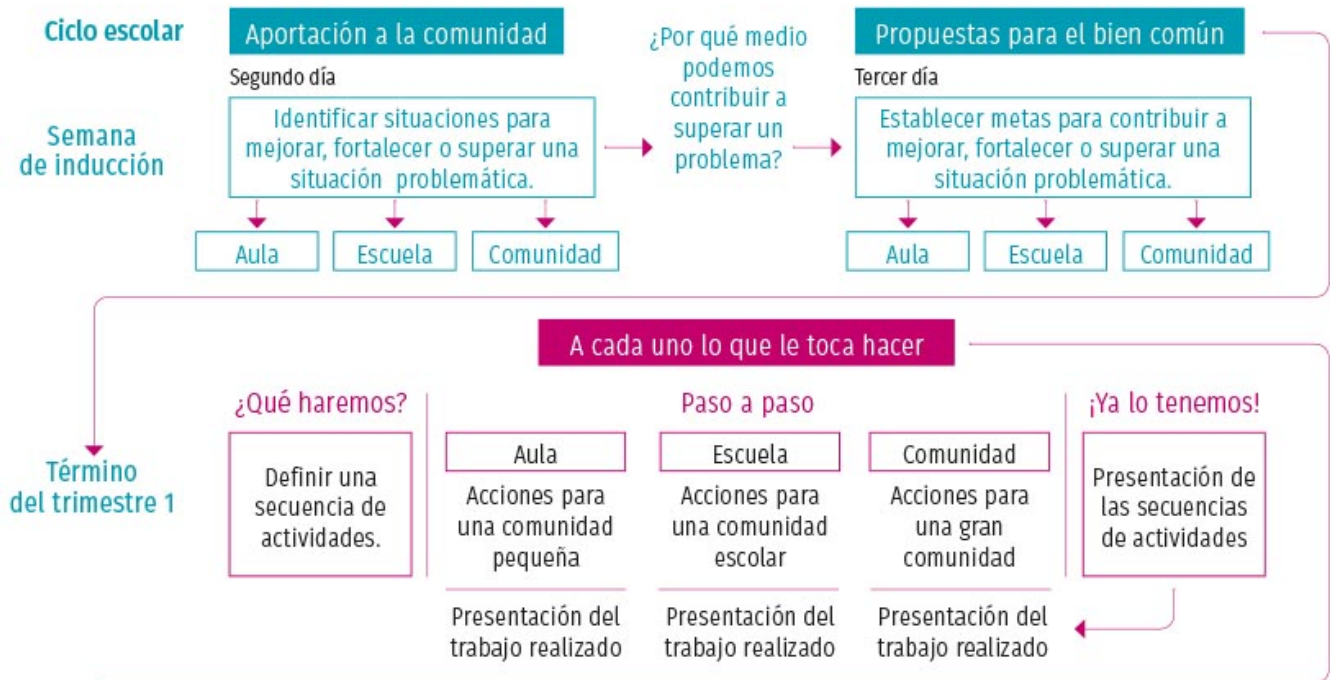 Ciclo escolar
Aportación a la comunidad
Segundo día
Identificar situaciones para
mejorar, fortalecer o superar una
situación problemática.
Aula
Escuela
Comunidad
¿Por qué medio
podemos
contribuir a
superar un
problema?
Propuestas para el bien común
Tercer día
Establecer metas para contribuir a
mejorar, fortalecer o superar una
situación problemática.
Aula
Escuela
Comunidad
Semana
de inducción
A cada uno lo que le toca hacer
Término
del trimestre 1
¿Qué haremos?
Definir una
secuencia de
actividades.
Paso a paso
Aula
Acciones para
una comunidad
pequeña
Presentación del
trabajo realizado
Escuela
Acciones para
una comunidad
escolar
Presentación del
trabajo realizado
Comunidad
Acciones para
una gran
comunidad
Presentación del
trabajo realizado
¡Ya lo tenemos!
Presentación de
las secuencias
de actividades